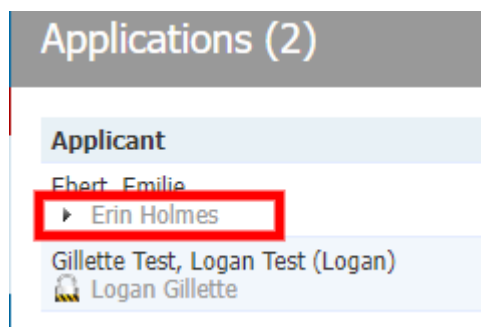 Applications (2)
Applicant
Ebert, Emilie
Erin Holmes
Gillette Test, Logan Test (Logan)
Logan Gillette